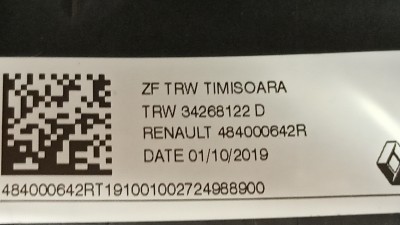 ZF TRW TIMISOARA
TRW 34268122 D
RENAULT 484000642R
DATE 01/10/2019
484000642RT191001002724988900